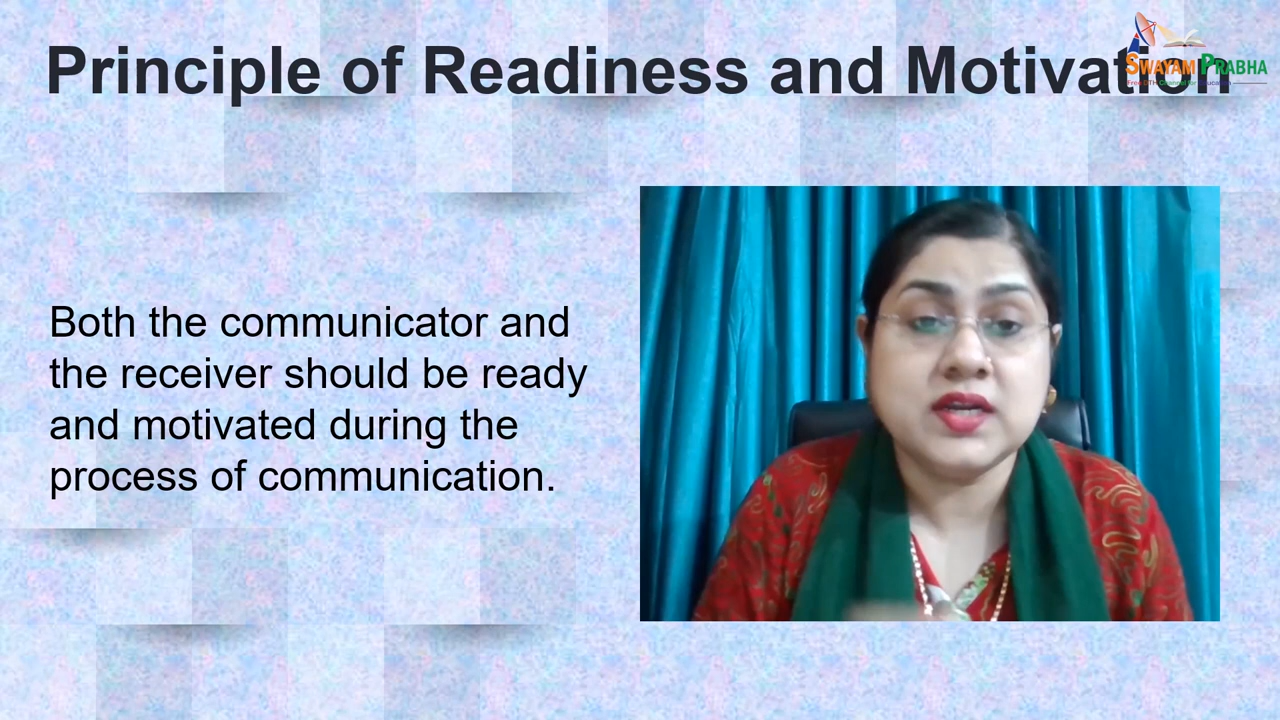 Principle of Readiness and Motivation
SWAYAM PRABHA
Both the communicator and
the receiver should be ready
and motivated during the
process of communication.